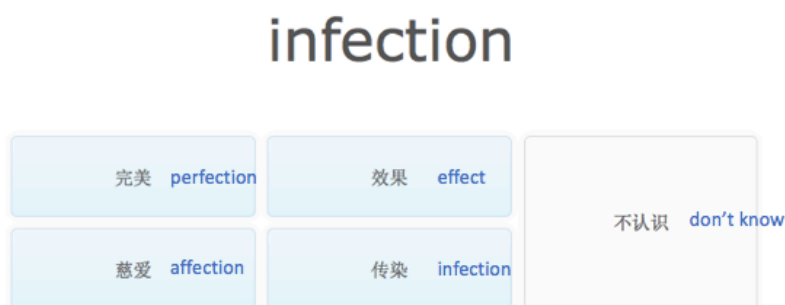 infection
完美 perfection
效果 effect
不认识 don't know
慈爱 affection
传染 infection